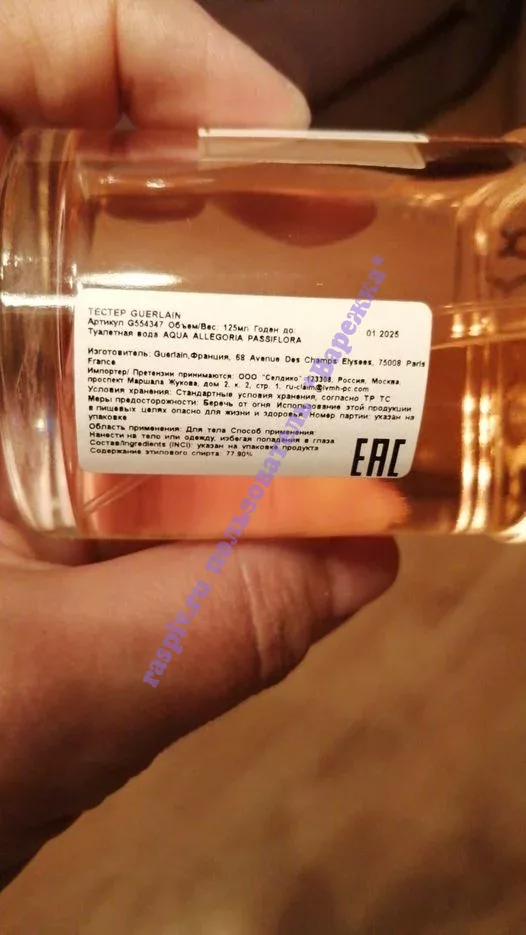 ТЕСТЕР GUERLAIN
Артикул G554347 Объем/Вес: 125мл Годен до: 01 2025
Туалетная вода AQUA ALLEGORIA PASSIFLORA
Изготовитель: Guerlain,Франция, 68 Avenue Des Champs Elysees, 75008 Paris
France
Импортер/ Претензии принимаются: ООО "Селдико" 123308, Россия, Москва,
проспект Маршала Жукова, дом 2, к. 2, стр. 1, ru-claim@lvmh-pc.com
Условия хранения: Стандартные условия хранения, согласно ТР ТС
Меры предосторожности: Беречь от огня Использование этой продукции
в пищевых целях опасно для жизни и здоровья Номер партии: указан на
упаковке
Область применения: Для тела Способ применения:
Нанести на тело или одежду, избегая попадания в глаза
Состав/Ingredients (INCI): указан на упаковке продукта
Содержание этилового спирта: 77.90%
EAC
raspiv.ru пользователь *Варежка*